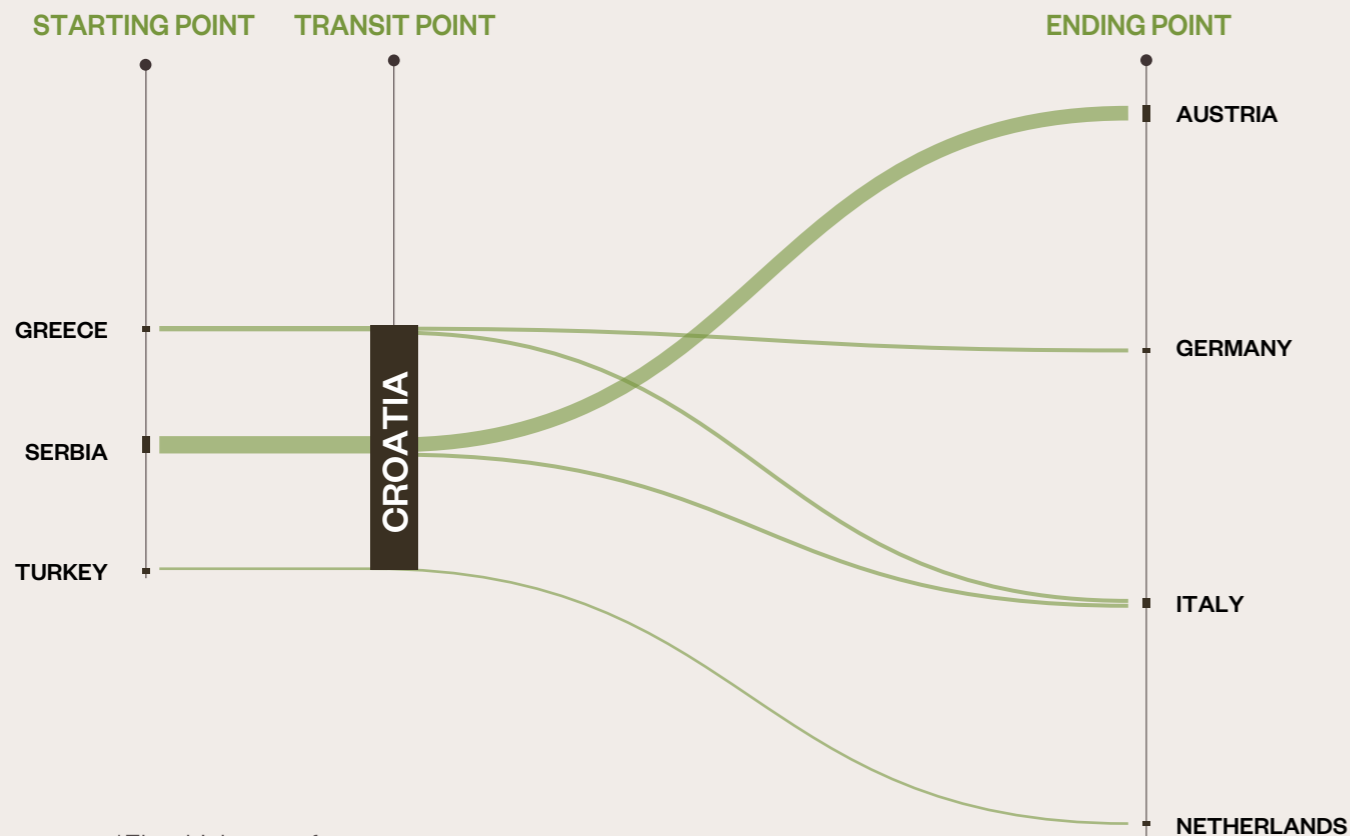 STARTING POINT
TRANSIT POINT
ENDING POINT
AUSTRIA
GREECE
GERMANY
CROATIA
SERBIA
TURKEY
ITALY
NETHERLANDS